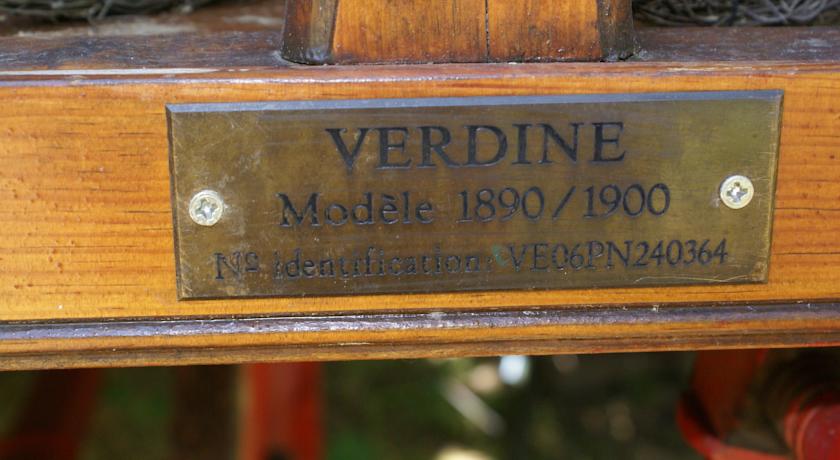 VERDINE
Modèle 1890/1900
Nº identification: VE06PN240364